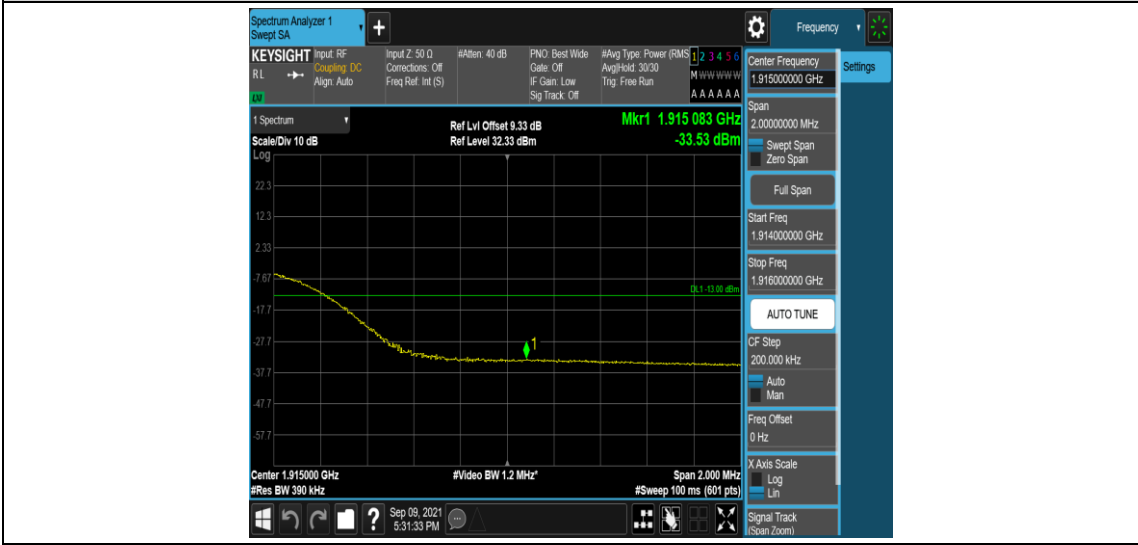 Spectrum Analyzer 1
Swept SA
+
Frequency
KEYSIGHT
RL
LM
Input: RF
Coupling: DC
Align: Auto
Input Z: 50 Ω
Corrections: Off
Freq Ref: Int (S)
#Atten: 40 dB
PNO: Best Wide
Gate: Off
IF Gain: Low
Sig Track: Off
#Avg Type: Power (RMS
Avg|Hold: 30/30
Trig: Free Run
1 2 3 4 5 6
M W W W W W
A A A A A A
1 Spectrum
Scale/Div 10 dB
Log
Ref Lvl Offset 9.33 dB
Ref Level 32.33 dBm
Mkr1 1.915 083 GHz
-33.53 dBm
22.3
12.3
2.33
-7.67
DL1 -13.00 dBm
-17.7
-27.7
1
-37.7
-47.7
-57.7
Center 1.915000 GHz
#Video BW 1.2 MHz*
Span 2.000 MHz
#Res BW 390 kHz
#Sweep 100 ms (601 pts)
?
Sep 09, 2021
5:31:33 PM
Center Frequency
1.915000000 GHz
Settings
Span
2.00000000 MHz
Swept Span
Zero Span
Full Span
Start Freq
1.914000000 GHz
Stop Freq
1.916000000 GHz
AUTO TUNE
CF Step
200.000 kHz
Auto
Man
Freq Offset
0 Hz
X Axis Scale
Log
Lin
Signal Track
(Span Zoom)